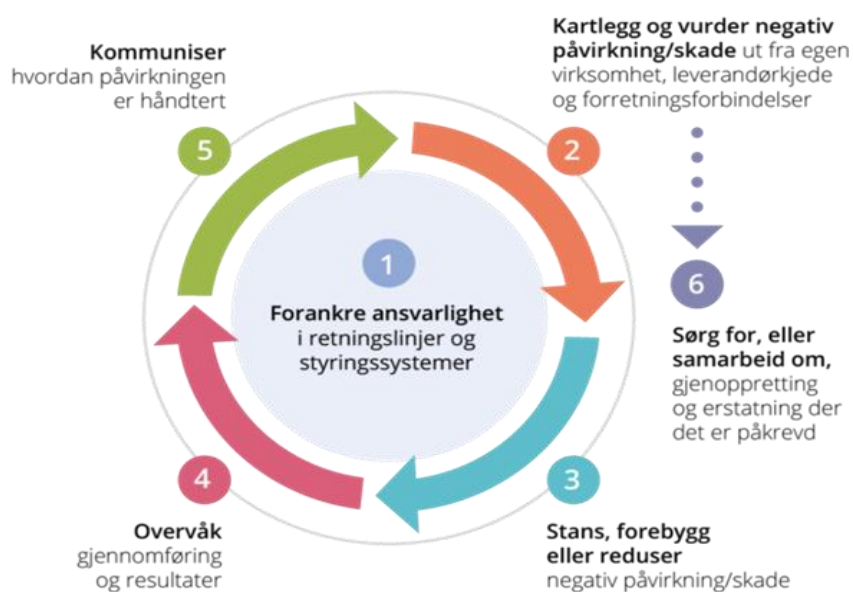 1
Forankre ansvarlighet
i retningslinjer og
styringssystemer
2
Kartlegg og vurder negativ
påvirkning/skade ut fra egen
virksomhet, leverandørkjede
og forretningsforbindelser
3
Stans, forebygg
eller reduser
negativ påvirkning/skade
4
Overvåk
gjennomføring
og resultater
5
Kommuniser
hvordan påvirkningen
er håndtert
6
Sørg for, eller
samarbeid om,
gjenoppretting
og erstatning der
det er påkrevd